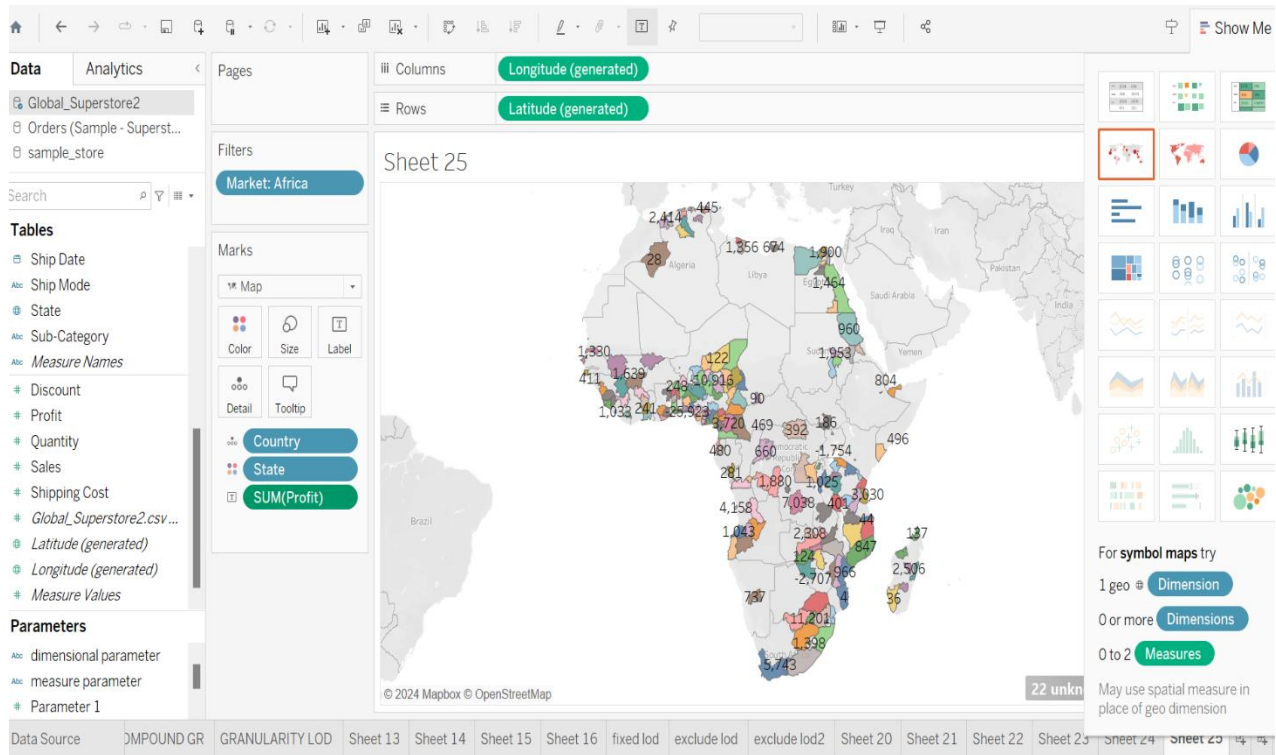 Show Me
Data
Analytics
Global_Superstore2
Orders (Sample - Superst...
sample_store
Search
Tables
Ship Date
Abc Ship Mode
State
Abc Sub-Category
Abc Measure Names
# Discount
# Profit
# Quantity
# Sales
# Shipping Cost
# Global_Superstore2.csv ...
Latitude (generated)
Longitude (generated)
# Measure Values
Parameters
Abc dimensional parameter
Abc measure parameter
# Parameter 1
Pages
Filters
Market: Africa
Marks
Map
Color
Size
Label
Detail
Tooltip
Country
State
SUM(Profit)
iii Columns
Longitude (generated)
Rows
Latitude (generated)
Sheet 25
Turkey
2,414
445
Iraq
Iran
28
Algeria
1,356
674
Libya
1,900
1,464
Saudi Arabia
Pakistan
India
960
1,330
122
1,953
Yemen
411
1,639
248
10,916
804
90
1,033
241
-25,923
3,720
469
392
186
496
480
660
-1,754
281
1,880
1,025
3,030
Brazil
4,158
7,038
401
1,043
2,308
44
124
847
137
-2,707
966
2,506
737
4
36
11,201
1,398
5,743
© 2024 Mapbox © OpenStreetMap
22 unkn
For symbol maps try
1 geo Dimension
0 or more Dimensions
0 to 2 Measures
May use spatial measure in
place of geo dimension
Data Source
OMPOUND GR
GRANULARITY LOD
Sheet 13
Sheet 14
Sheet 15
Sheet 16
fixed lod
exclude lod
exclude lod2
Sheet 20
Sheet 21
Sheet 22
Sheet 23
Sheet 24
Sheet 25